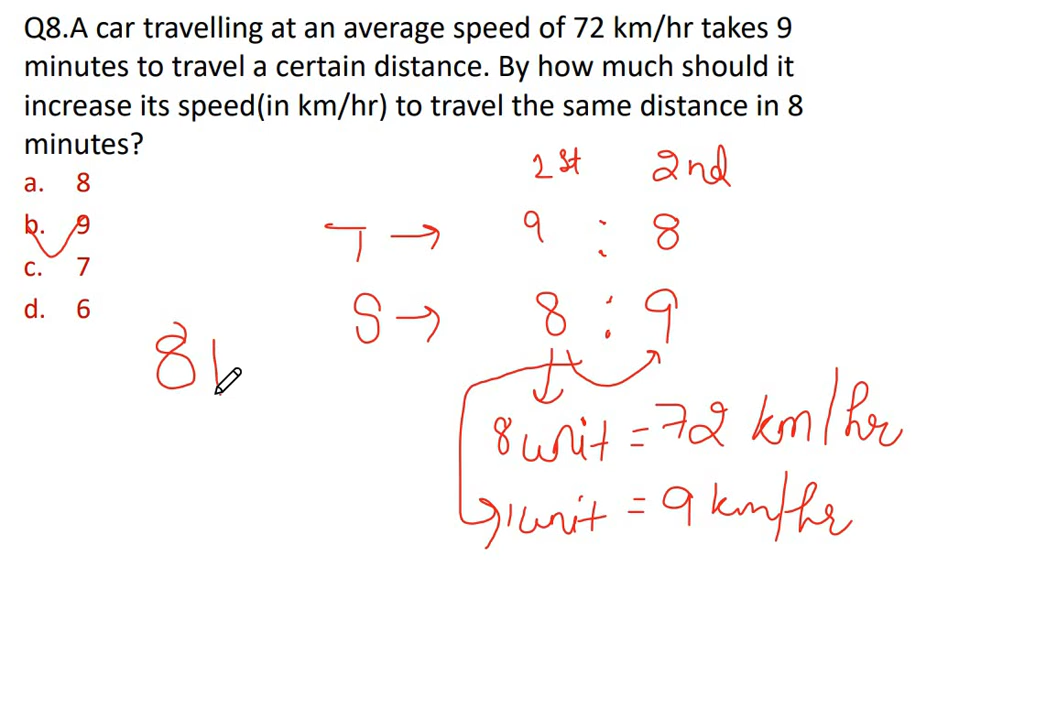 Q8.A car travelling at an average speed of 72 km/hr takes 9
minutes to travel a certain distance. By how much should it
increase its speed(in km/hr) to travel the same distance in 8
minutes?
a. 8
b. 9
c. 7
d. 6
1st 2nd
T → 9 : 8
S → 8 : 9
8
8 unit = 72 km/hr
1 unit = 9 km/hr